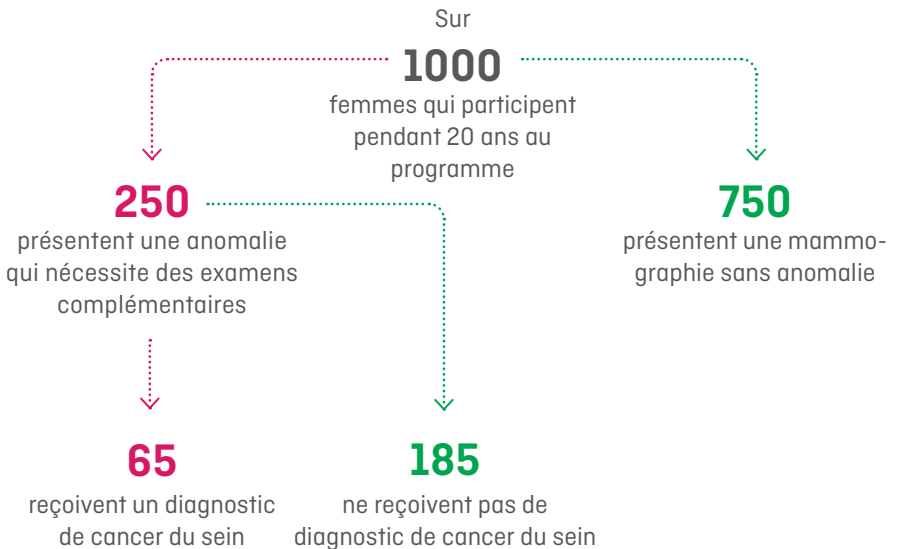 Sur
1000
femmes qui participent
pendant 20 ans au
programme
250
présentent une anomalie
qui nécessite des examens
complémentaires
750
présentent une mammo-
graphie sans anomalie
65
reçoivent un diagnostic
de cancer du sein
185
ne reçoivent pas de
diagnostic de cancer du sein